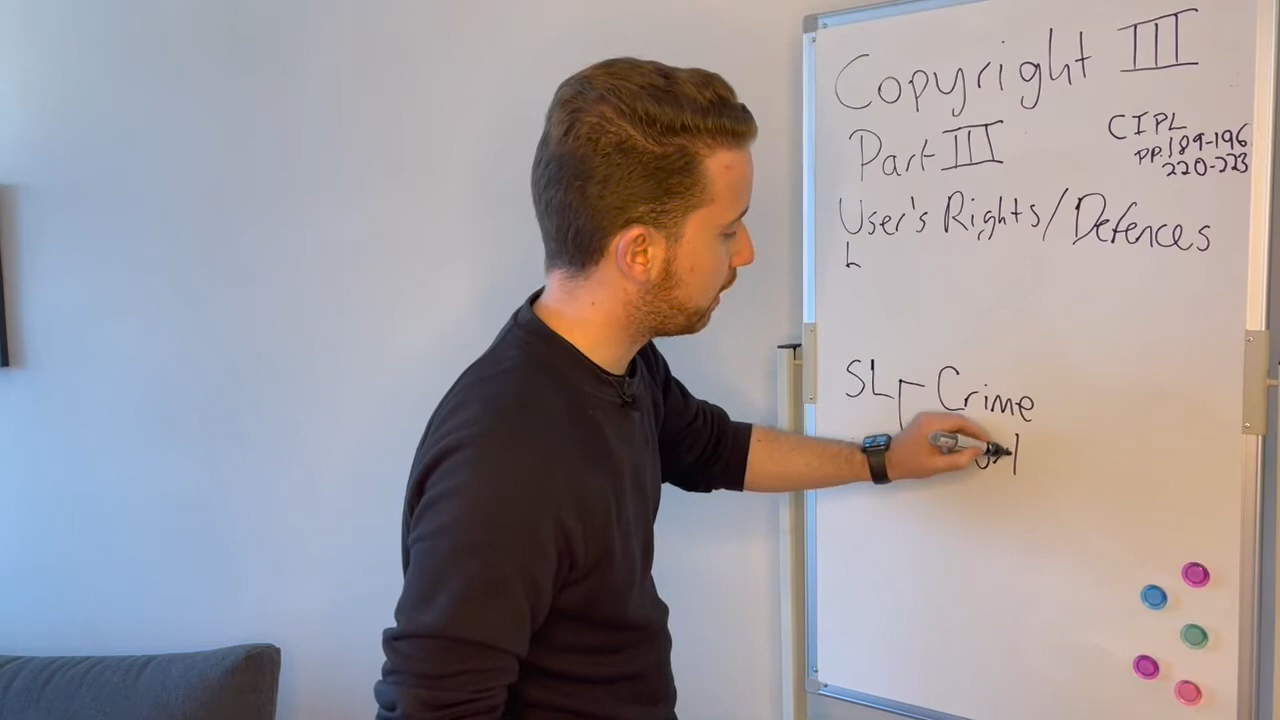 Copyright III
Part III
CIPL
pp.189-196
220-223
User's Rights/Defences
SL Crime